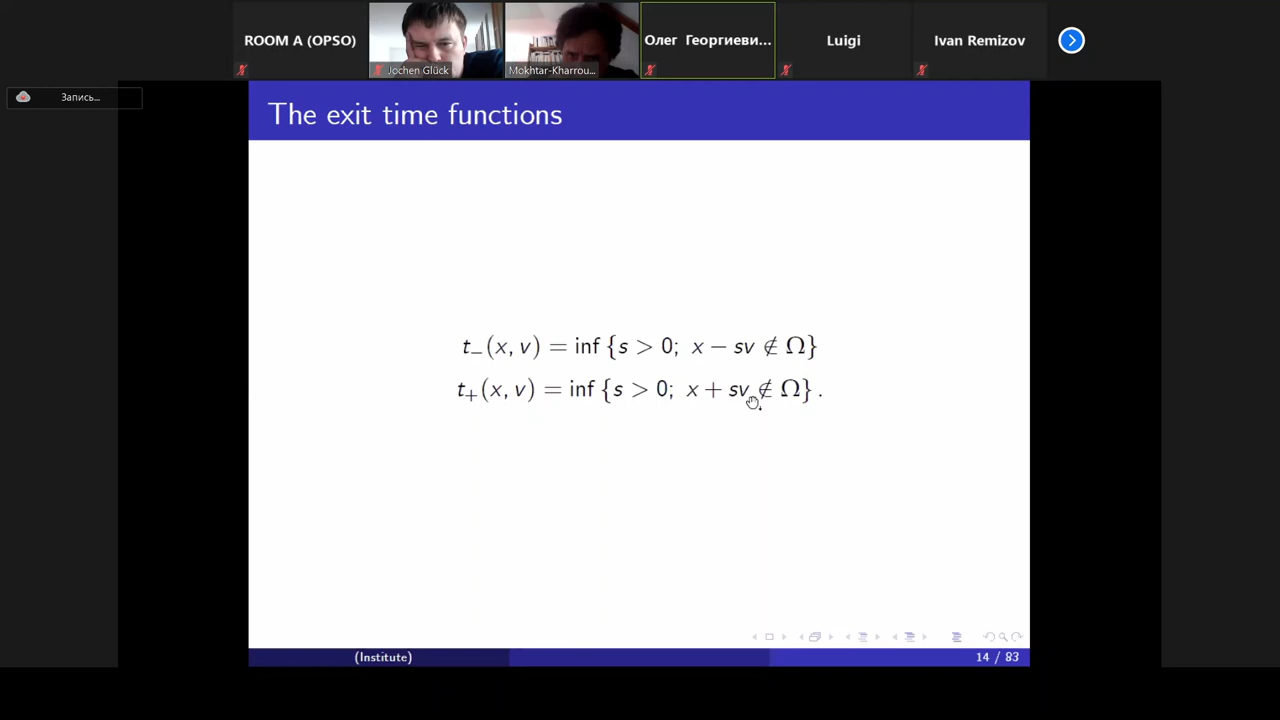 ROOM A (OPSO)
Jochen Glück
Mokhtar-Kharrou...
Олег Георгиеви...
Luigi
Ivan Remizov
Запись...
The exit time functions
t₋(x, v) = inf {s > 0; x − sv ∉ Ω}
t₊(x, v) = inf {s > 0; x + sv ∉ Ω} .
(Institute)
14 / 83